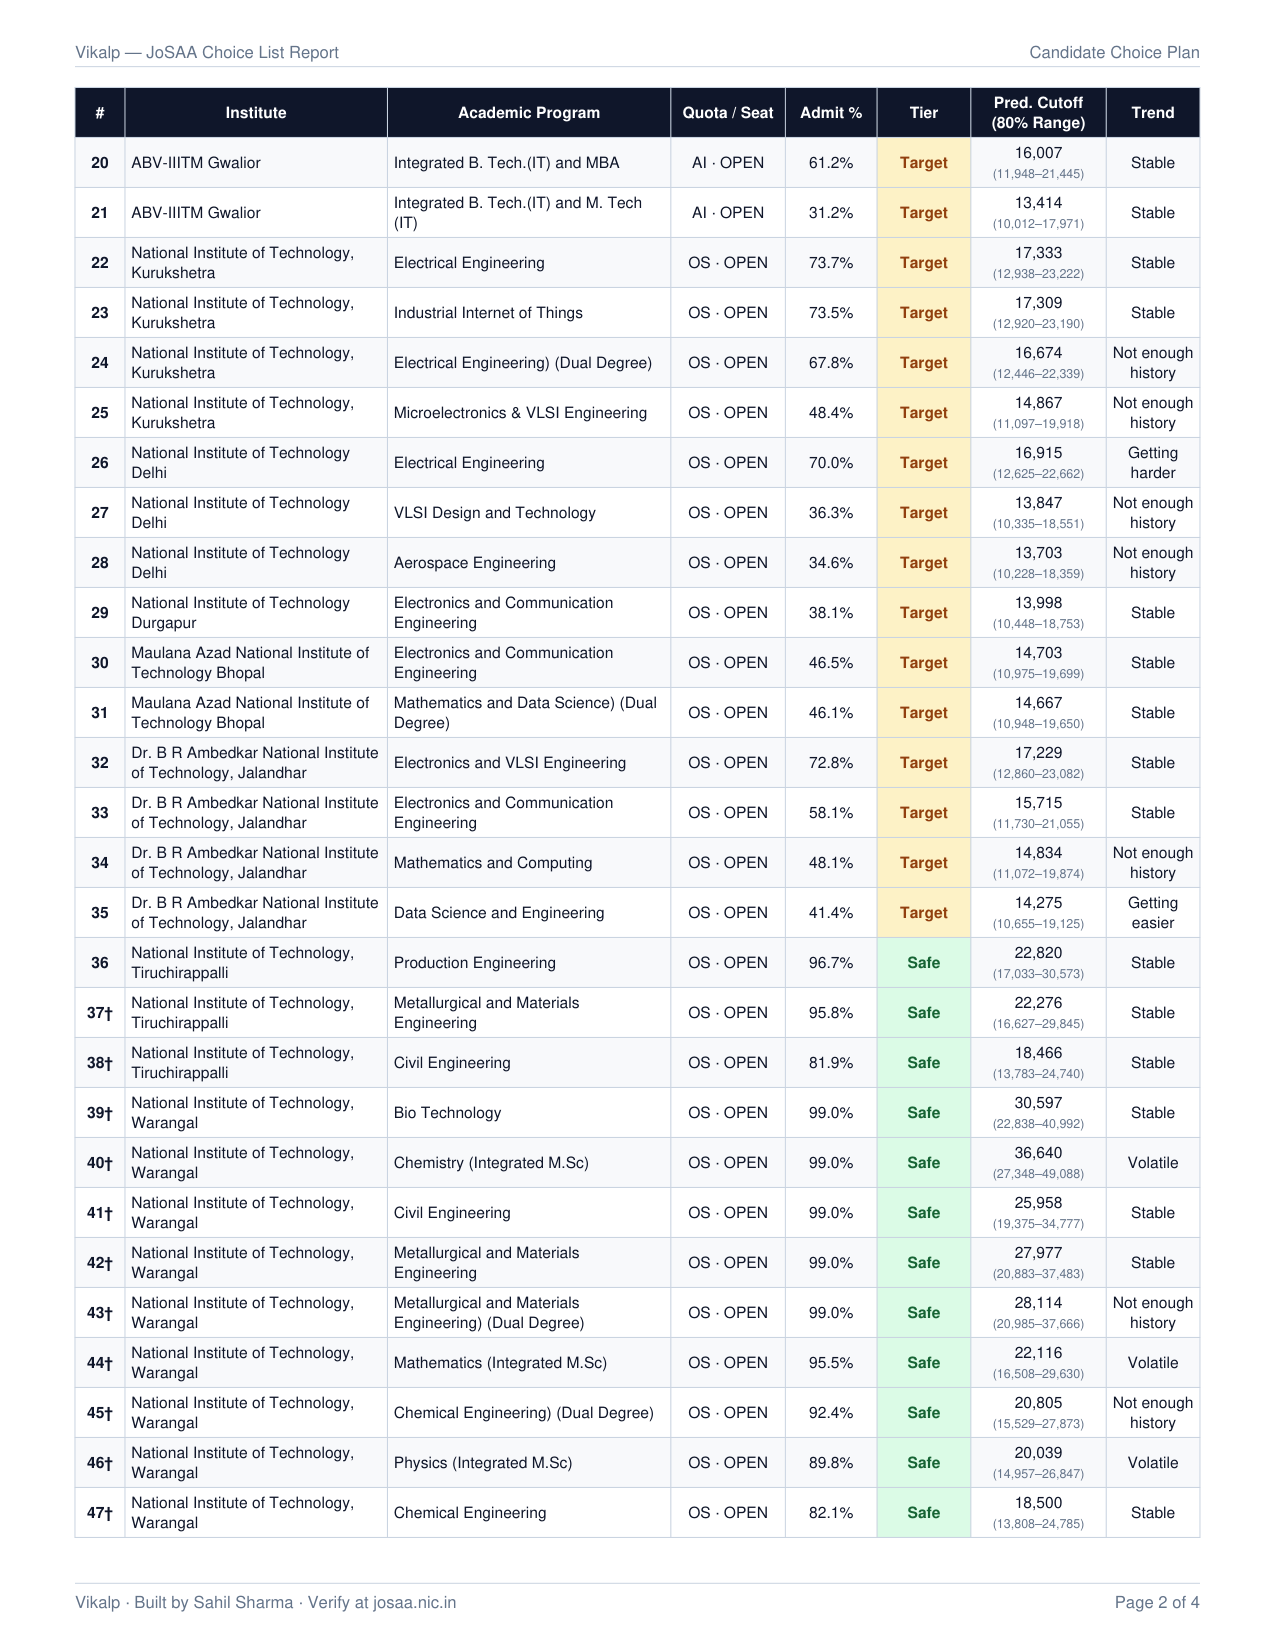 Vikalp — JoSAA Choice List Report
Candidate Choice Plan
# Institute Academic Program Quota / Seat Admit % Tier Pred. Cutoff (80% Range) Trend
20 ABV-IIITM Gwalior Integrated B. Tech.(IT) and MBA AI · OPEN 61.2% Target 16,007 (11,948–21,445) Stable
21 ABV-IIITM Gwalior Integrated B. Tech.(IT) and M. Tech (IT) AI · OPEN 31.2% Target 13,414 (10,012–17,971) Stable
22 National Institute of Technology, Kurukshetra Electrical Engineering OS · OPEN 73.7% Target 17,333 (12,938–23,222) Stable
23 National Institute of Technology, Kurukshetra Industrial Internet of Things OS · OPEN 73.5% Target 17,309 (12,920–23,190) Stable
24 National Institute of Technology, Kurukshetra Electrical Engineering) (Dual Degree) OS · OPEN 67.8% Target 16,674 (12,446–22,339) Not enough history
25 National Institute of Technology, Kurukshetra Microelectronics & VLSI Engineering OS · OPEN 48.4% Target 14,867 (11,097–19,918) Not enough history
26 National Institute of Technology Delhi Electrical Engineering OS · OPEN 70.0% Target 16,915 (12,625–22,662) Getting harder
27 National Institute of Technology Delhi VLSI Design and Technology OS · OPEN 36.3% Target 13,847 (10,335–18,551) Not enough history
28 National Institute of Technology Delhi Aerospace Engineering OS · OPEN 34.6% Target 13,703 (10,228–18,359) Not enough history
29 National Institute of Technology Durgapur Electronics and Communication Engineering OS · OPEN 38.1% Target 13,998 (10,448–18,753) Stable
30 Maulana Azad National Institute of Technology Bhopal Electronics and Communication Engineering OS · OPEN 46.5% Target 14,703 (10,975–19,699) Stable
31 Maulana Azad National Institute of Technology Bhopal Mathematics and Data Science) (Dual Degree) OS · OPEN 46.1% Target 14,667 (10,948–19,650) Stable
32 Dr. B R Ambedkar National Institute of Technology, Jalandhar Electronics and VLSI Engineering OS · OPEN 72.8% Target 17,229 (12,860–23,082) Stable
33 Dr. B R Ambedkar National Institute of Technology, Jalandhar Electronics and Communication Engineering OS · OPEN 58.1% Target 15,715 (11,730–21,055) Stable
34 Dr. B R Ambedkar National Institute of Technology, Jalandhar Mathematics and Computing OS · OPEN 48.1% Target 14,834 (11,072–19,874) Not enough history
35 Dr. B R Ambedkar National Institute of Technology, Jalandhar Data Science and Engineering OS · OPEN 41.4% Target 14,275 (10,655–19,125) Getting easier
36 National Institute of Technology, Tiruchirappalli Production Engineering OS · OPEN 96.7% Safe 22,820 (17,033–30,573) Stable
37† National Institute of Technology, Tiruchirappalli Metallurgical and Materials Engineering OS · OPEN 95.8% Safe 22,276 (16,627–29,845) Stable
38† National Institute of Technology, Tiruchirappalli Civil Engineering OS · OPEN 81.9% Safe 18,466 (13,783–24,740) Stable
39† National Institute of Technology, Warangal Bio Technology OS · OPEN 99.0% Safe 30,597 (22,838–40,992) Stable
40† National Institute of Technology, Warangal Chemistry (Integrated M.Sc) OS · OPEN 99.0% Safe 36,640 (27,348–49,088) Volatile
41† National Institute of Technology, Warangal Civil Engineering OS · OPEN 99.0% Safe 25,958 (19,375–34,777) Stable
42† National Institute of Technology, Warangal Metallurgical and Materials Engineering OS · OPEN 99.0% Safe 27,977 (20,883–37,483) Stable
43† National Institute of Technology, Warangal Metallurgical and Materials Engineering) (Dual Degree) OS · OPEN 99.0% Safe 28,114 (20,985–37,666) Not enough history
44† National Institute of Technology, Warangal Mathematics (Integrated M.Sc) OS · OPEN 95.5% Safe 22,116 (16,508–29,630) Volatile
45† National Institute of Technology, Warangal Chemical Engineering) (Dual Degree) OS · OPEN 92.4% Safe 20,805 (15,529–27,873) Not enough history
46† National Institute of Technology, Warangal Physics (Integrated M.Sc) OS · OPEN 89.8% Safe 20,039 (14,957–26,847) Volatile
47† National Institute of Technology, Warangal Chemical Engineering OS · OPEN 82.1% Safe 18,500 (13,808–24,785) Stable
Vikalp · Built by Sahil Sharma · Verify at josaa.nic.in
Page 2 of 4